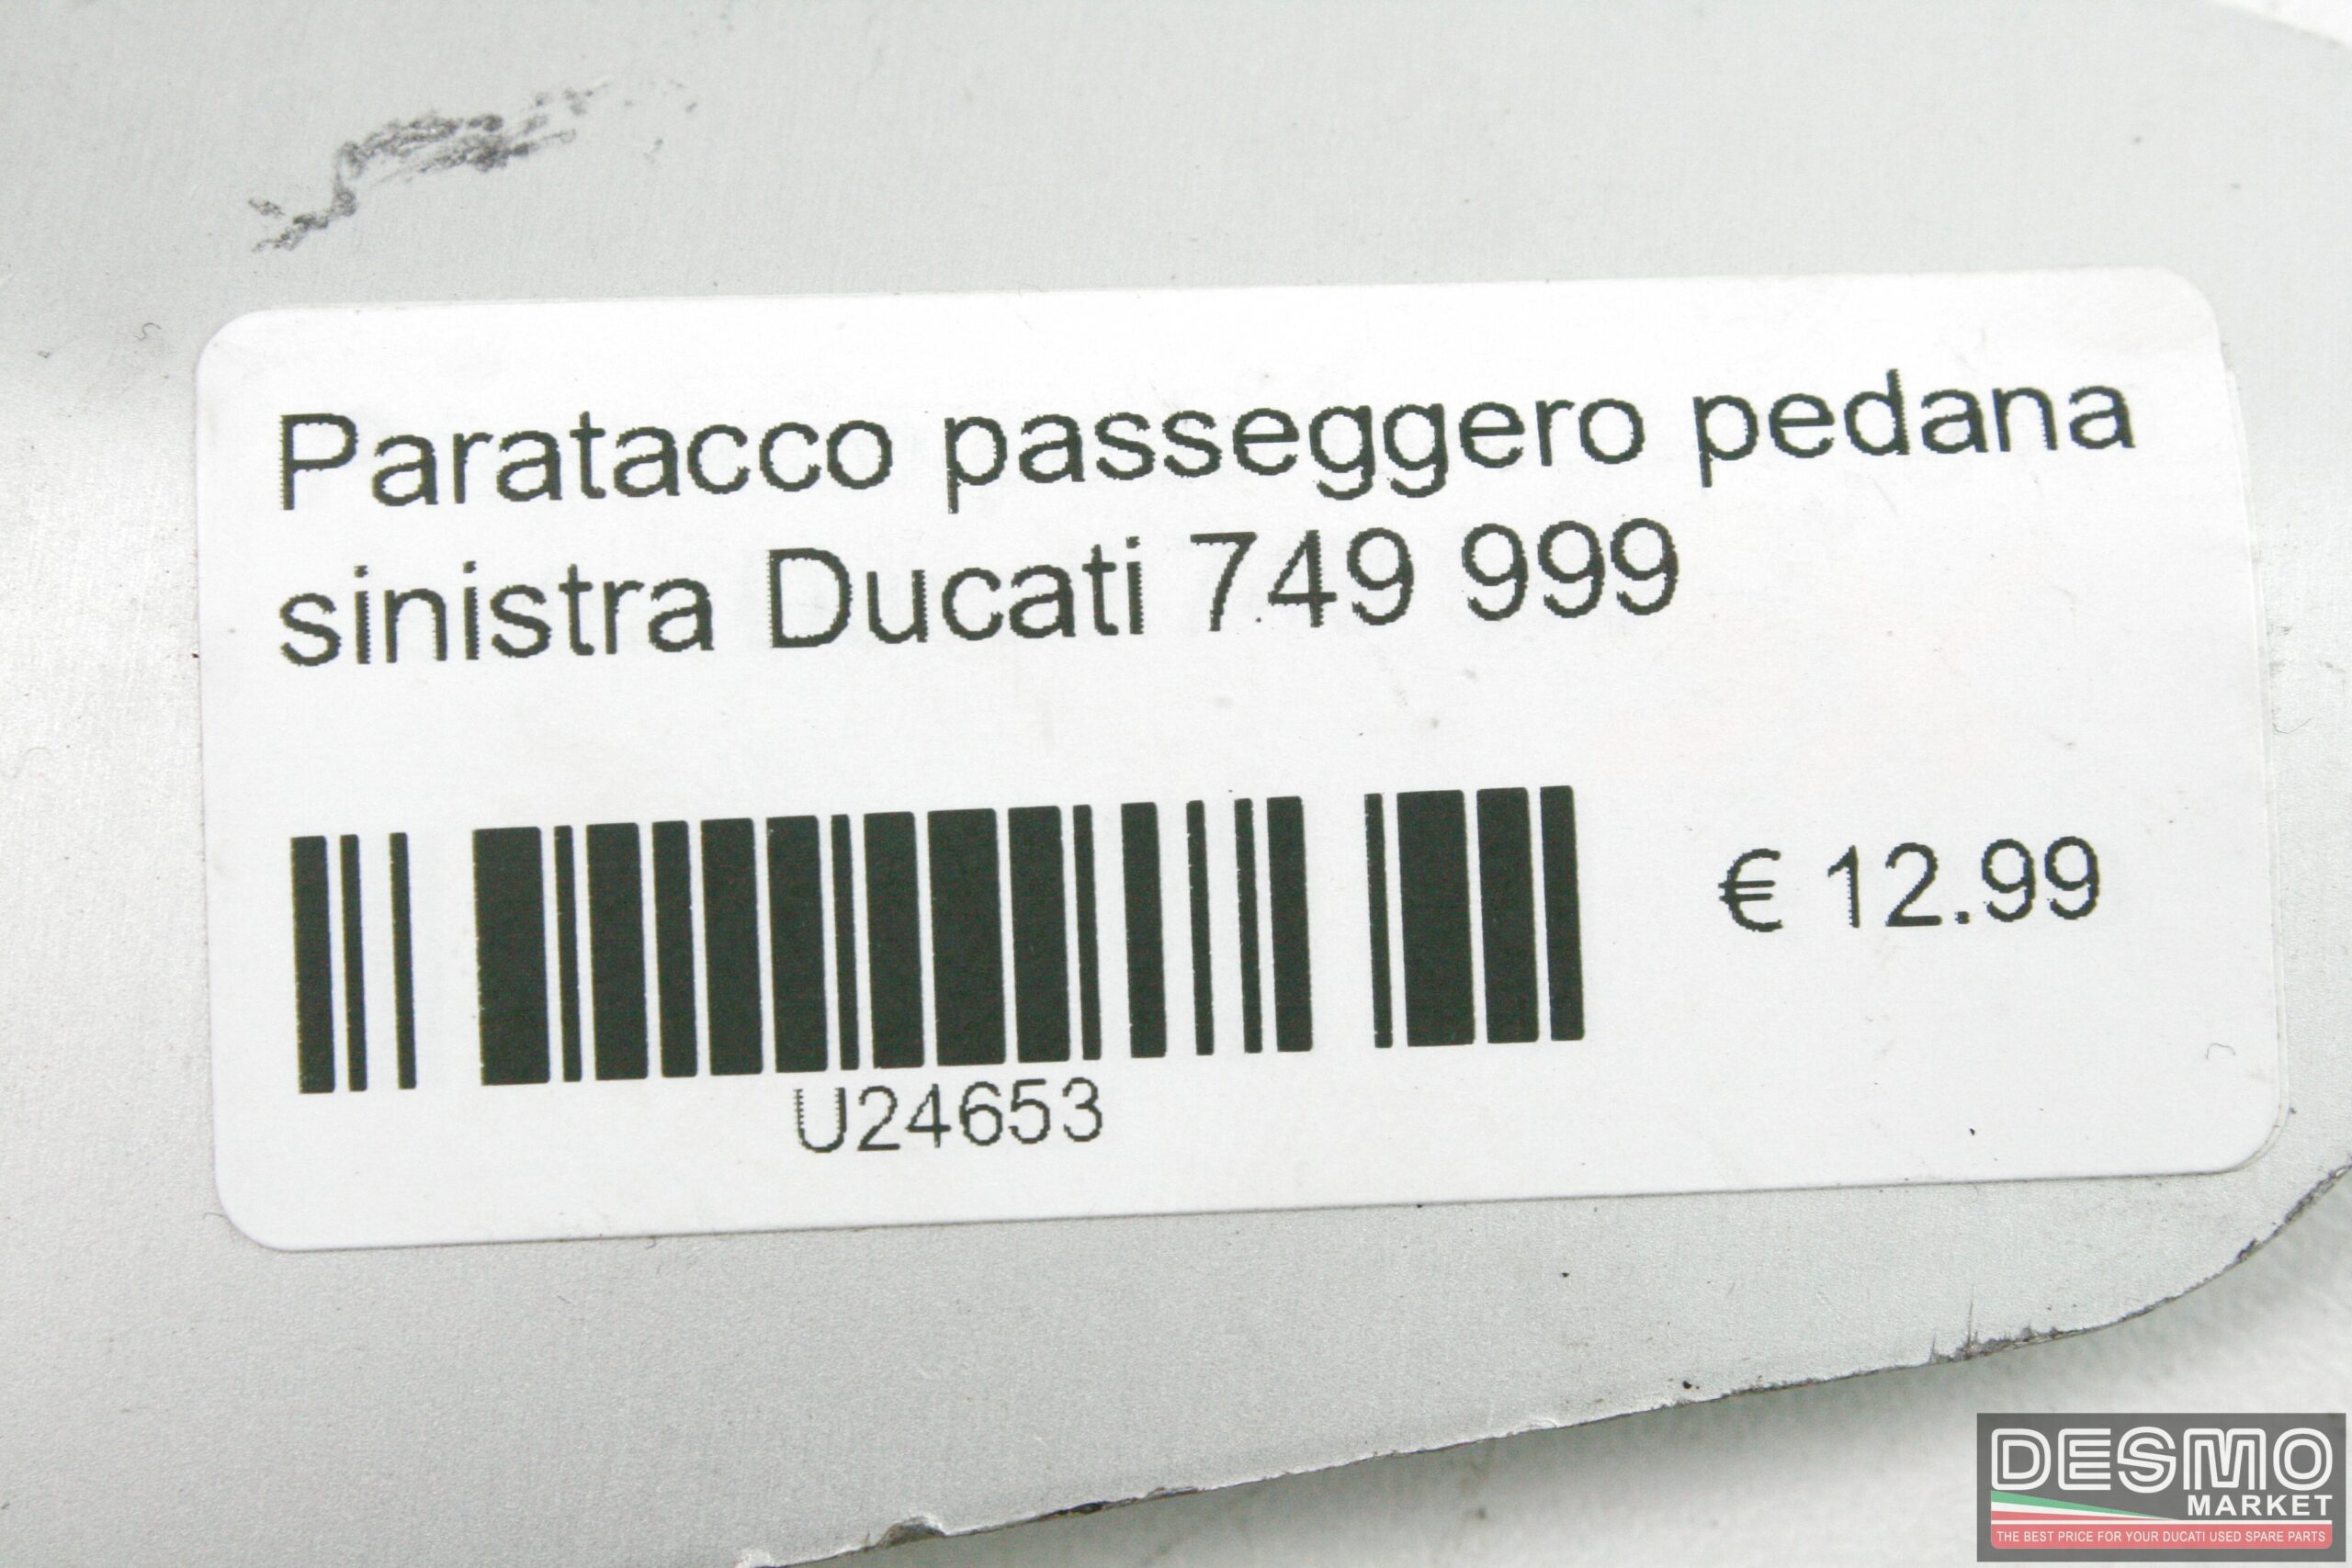 Paratacco passeggero pedana
sinistra Ducati 749 999
€ 12.99
U24653
DESMO
MARKET
THE BEST PRICE FOR YOUR DUCATI USED SPARE PARTS